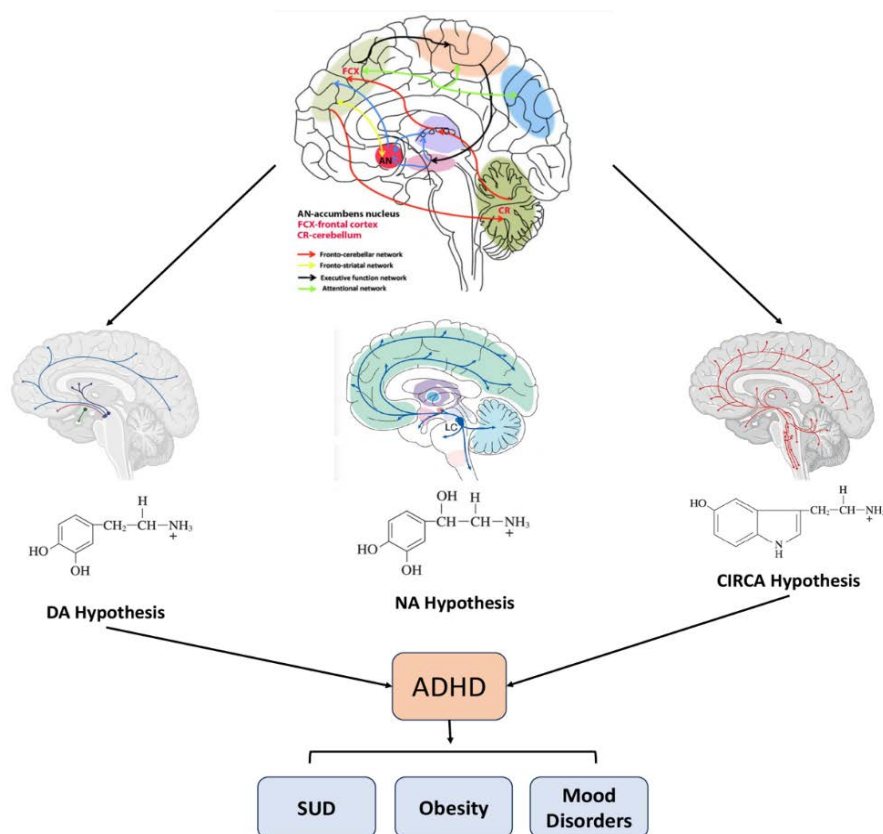 FCX
AN
CR
AN-accumbens nucleus
FCX-frontal cortex
CR-cerebellum
Fronto-cerebellar network
Fronto-striatal network
Executive function network
Attentional network
LC
H
CH₂-CH-NH₃
+
HO
OH
OH H
CH-CH-NH₃
+
HO
OH
H
HO
CH₂-CH-NH₃
+
N
H
DA Hypothesis
NA Hypothesis
CIRCA Hypothesis
ADHD
SUD
Obesity
Mood
Disorders